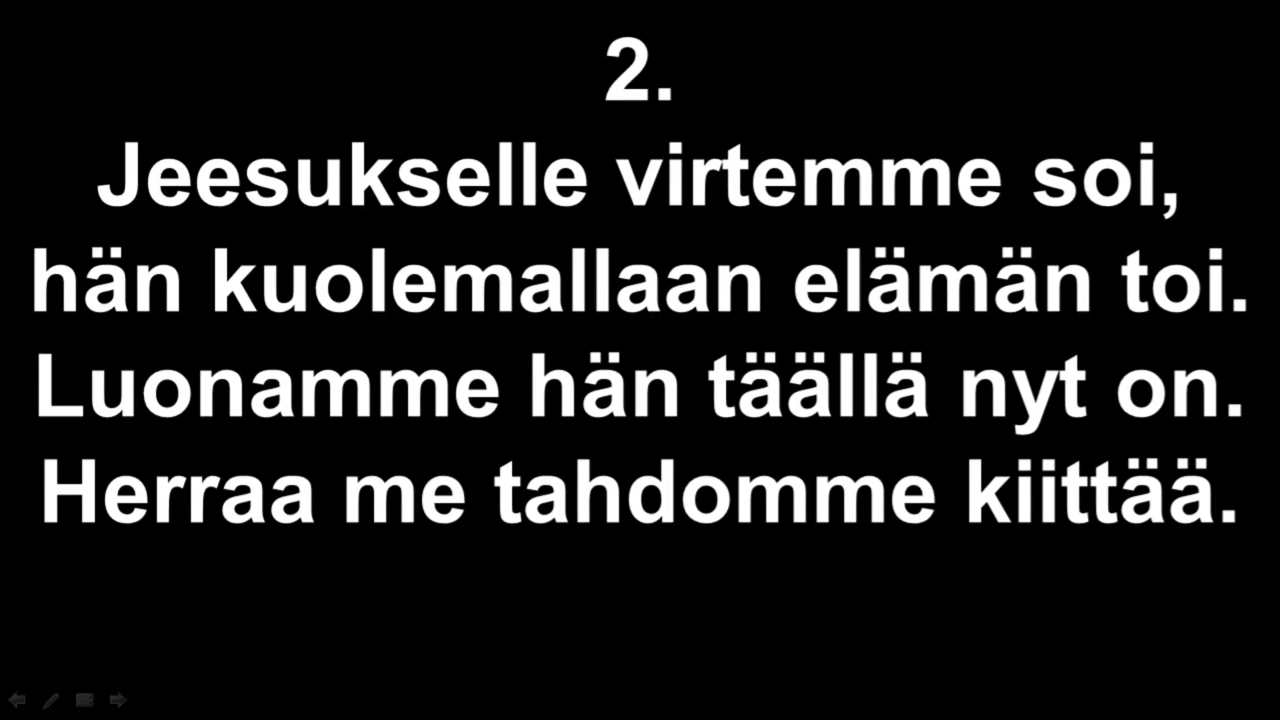 2.
Jeesukselle virtemme soi,
hän kuolemallaan elämän toi.
Luonamme hän täällä nyt on.
Herraa me tahdomme kiittää.